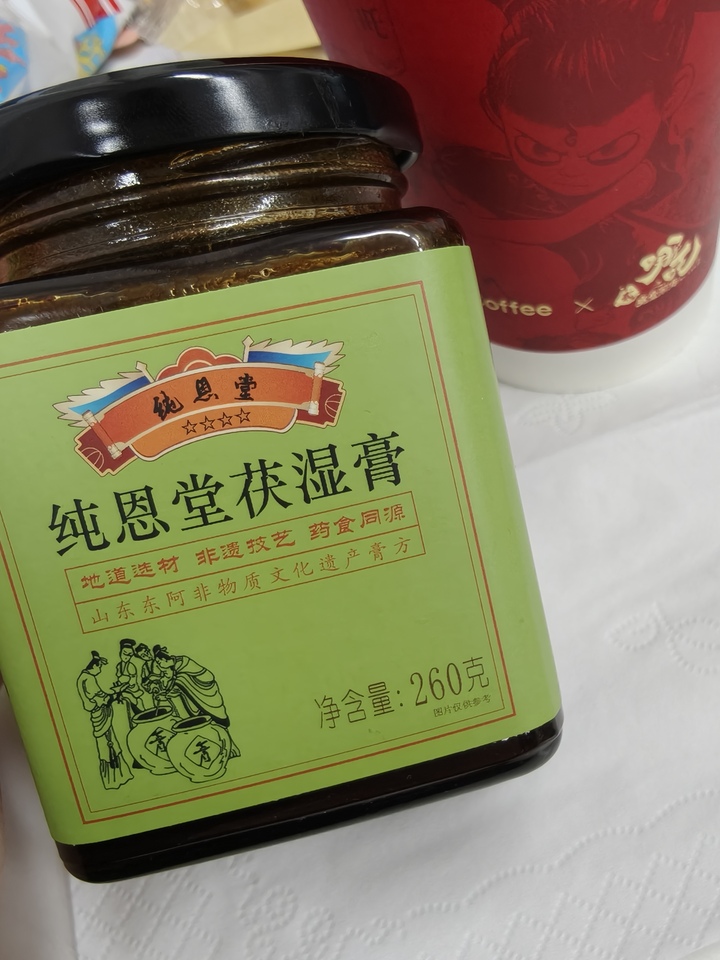 纯恩堂
☆☆☆☆
纯恩堂茯湿膏
地道选材 非遗技艺 药食同源
山东东阿非物质文化遗产膏方
膏 膏
净含量:260克
图片仅供参考
offee ×